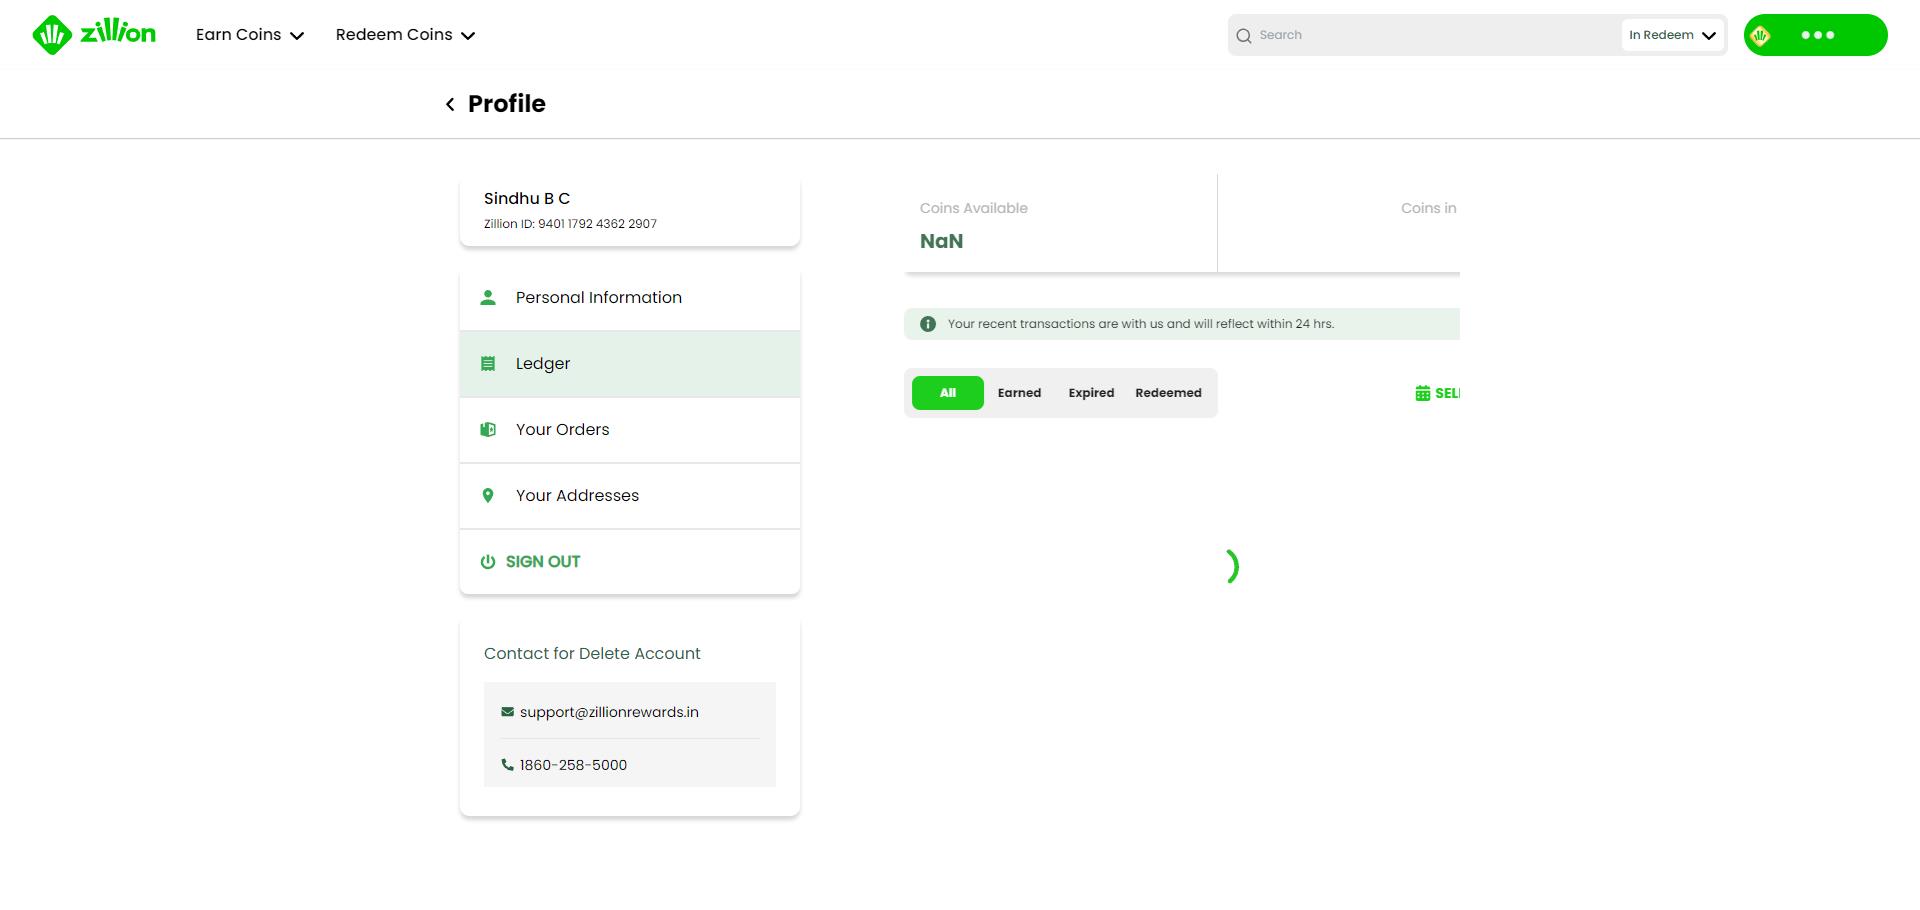 zillion
Earn Coins
Redeem Coins
Search
In Redeem
Profile
Sindhu B C
Zillion ID: 9401 1792 4362 2907
Personal Information
Ledger
Your Orders
Your Addresses
SIGN OUT
Contact for Delete Account
support@zillionrewards.in
1860-258-5000
Coins Available
NaN
Coins in
Your recent transactions are with us and will reflect within 24 hrs.
All
Earned
Expired
Redeemed